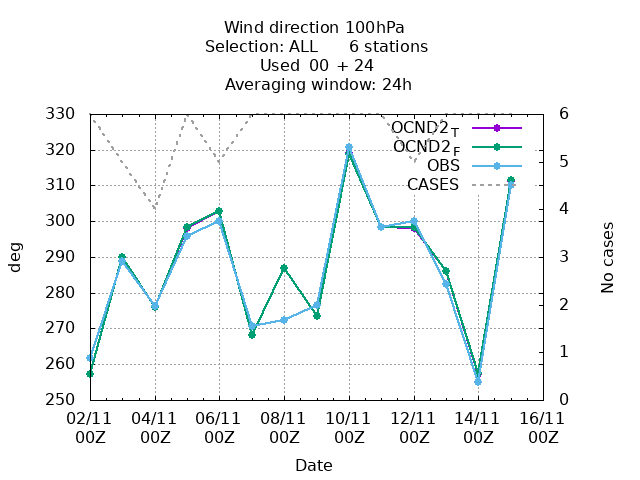 Wind direction 100hPa
Selection: ALL 6 stations
Used 00 + 24
Averaging window: 24h
330
320
310
300
290
280
270
260
250
deg
6
5
4
3
2
1
0
No cases
OCND2T
OCND2F
OBS
CASES
02/11 04/11 06/11 08/11 10/11 12/11 14/11 16/11
00Z 00Z 00Z 00Z 00Z 00Z 00Z 00Z
Date